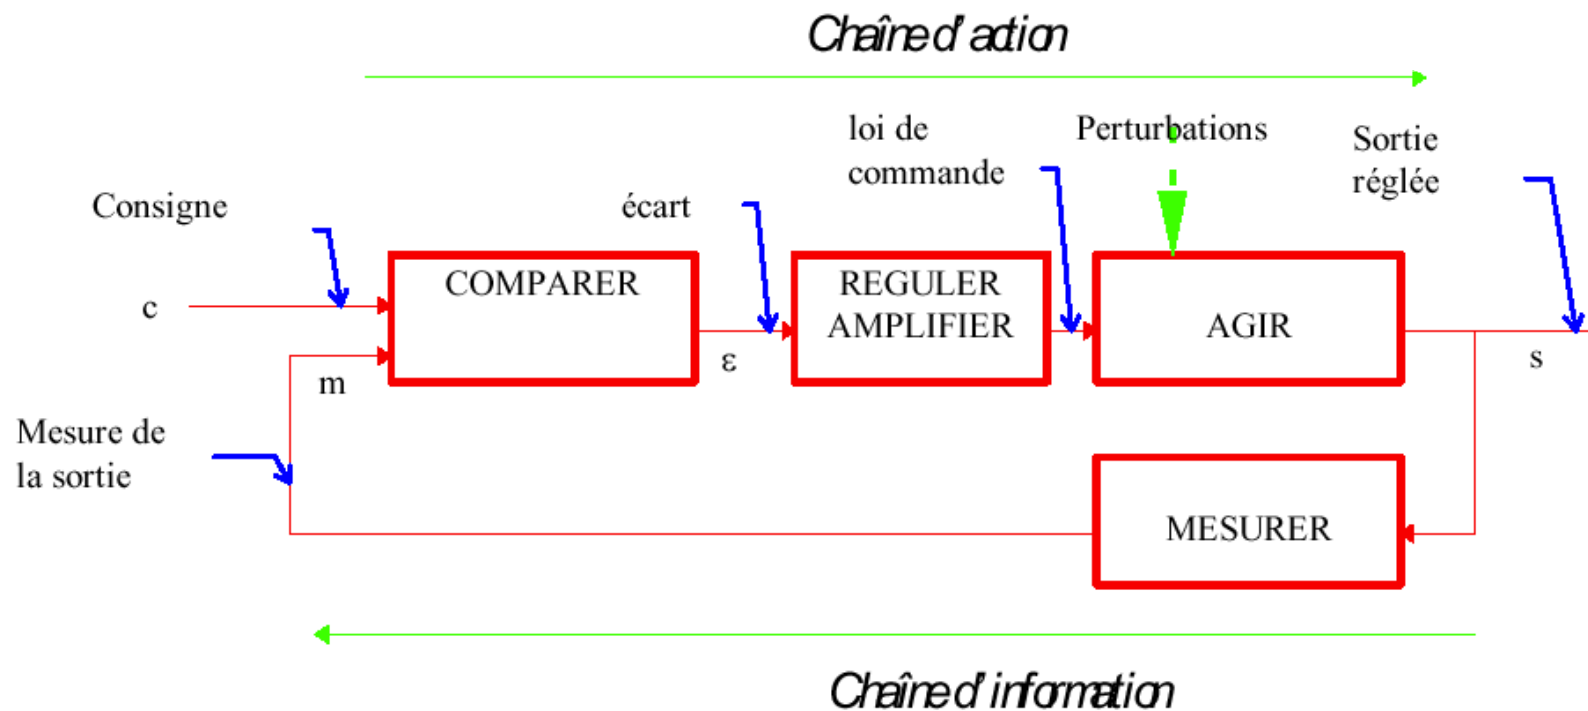 Chaîne d'action
loi de
commande
Perturbations
Sortie
réglée
Consigne
écart
COMPARER
REGULER
AMPLIFIER
AGIR
c
m
ε
s
Mesure de
la sortie
MESURER
Chaîne d'information